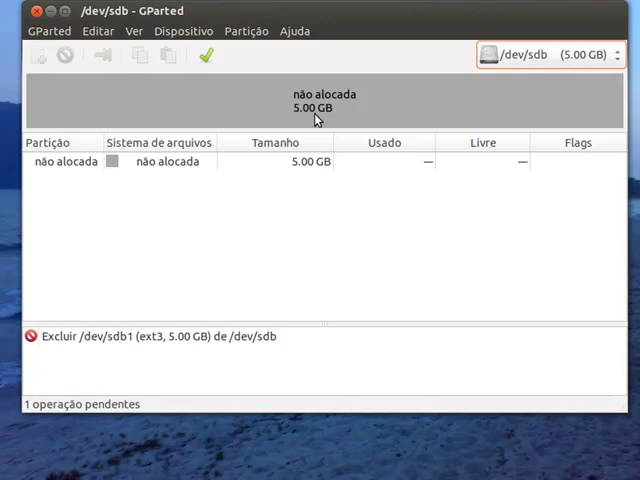 /dev/sdb - GParted
GParted Editar Ver Dispositivo Partição Ajuda
/dev/sdb (5.00 GB)
não alocada
5.00 GB
Partição Sistema de arquivos Tamanho Usado Livre Flags
não alocada não alocada 5.00 GB --- ---
Excluir /dev/sdb1 (ext3, 5.00 GB) de /dev/sdb
1 operação pendentes